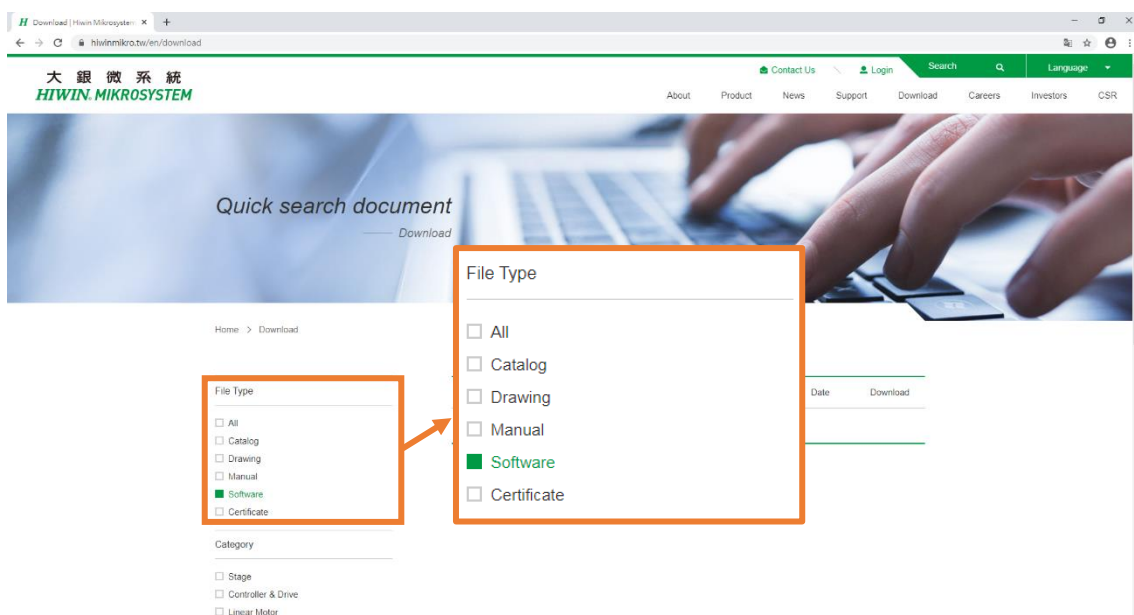 Download | Hiwin Mikrosystem
hiwinmikro.tw/en/download
大銀微系統
HIWIN® MIKROSYSTEM
Contact Us
Login
Search
Language
About Product News Support Download Careers Investors CSR
Quick search document
Download
Home > Download
File Type
All
Catalog
Drawing
Manual
Software
Certificate
Category
Stage
Controller & Drive
Linear Motor
File Type
All
Catalog
Drawing
Manual
Software
Certificate
Date Download